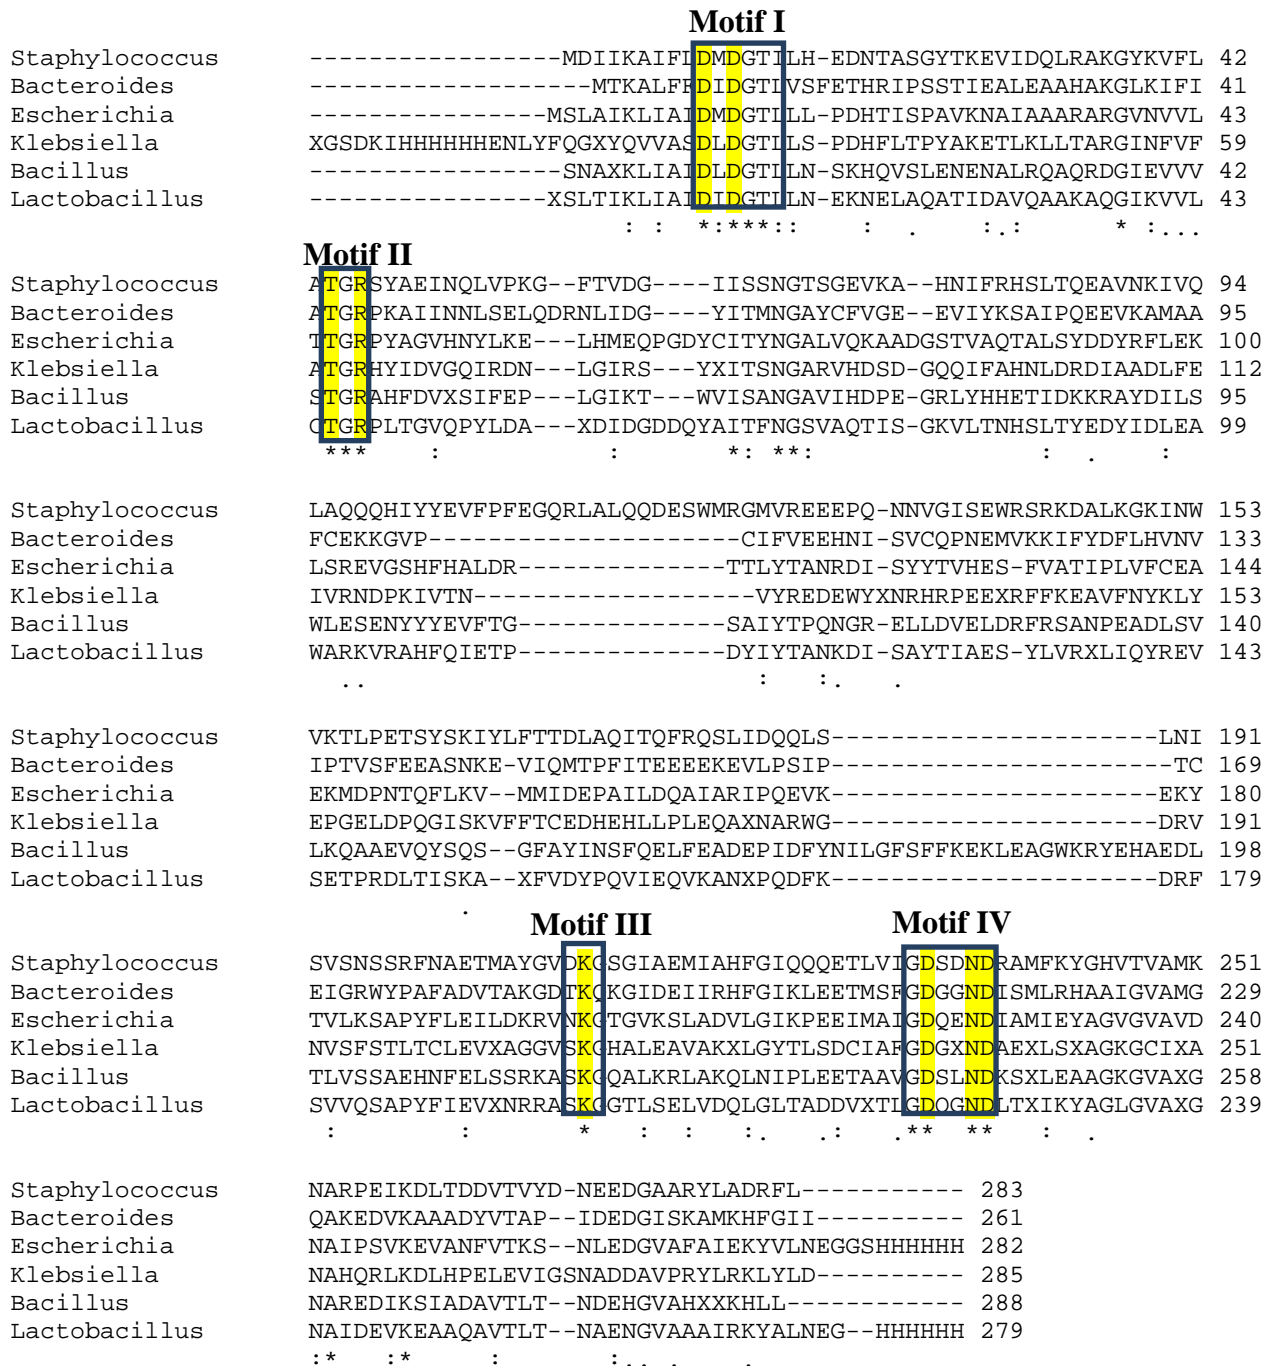 Motif I
Staphylococcus ----------------‑MDIIKAIFIDMDGTILLH-EDNTASGYTKEVIDQLRAKGYKVFL 42
Bacteroides -------------------MTKALFFDIDGTLVSFETHRIPSSTIEALEAAHAKGLKIFI 41
Escherichia ----------------MSLAIKLIAIDMDGTLLL-PDHTISPAVKNAIAAARARGVNVVL 43
Klebsiella XGSDKIHHHHHHENLYFQGXYQVVASDLDGTLLS-PDHFLTPYAKETLKLLTARGINFVF 59
Bacillus ----------------SNAXKLIAIDLDGTLLN-SKHQVSLENENALRQAQRDGIEVVV 42
Lactobacillus ----------------XSLTIKLIAIDIDGTLLN-EKNELAQATIDAVQAAKAQGIKVVL 43
: : *:***:: : . :.: * :...
Motif II
Staphylococcus ATGRSYAEINQLVPKG--FTVDG----IISSNGTSGEVKA--HNIFRHSLTQEAVNKIVQ 94
Bacteroides ATGRPKAIINNLSELQDRNLIDG----YITMNGAYCFVGE--EVIYKSAIPQEEVKAMAA 95
Escherichia TTGRPYAGVHNYLKE---LHMEQPGDYCITYNGALVQKAADGSTVAQTALSYDDYRFLEK 100
Klebsiella ATGRHYIDVGQIRDN---LGIRS---YXITSNGARVHDSD-GQQIFAHNLDRDIAADLFE 112
Bacillus STGRAHFDVXSIFEP---LGIKT---WVISANGAVIHDPE-GRLYHHETIDKKRAYDILS 95
Lactobacillus CTGRPLTGVQPYLDA---XDIDGDDQYAITFNGSVAQTIS-GKVLTNHSLTYEDYIDLEA 99
*** : : *: **: : . :
Staphylococcus LAQQQHIYYEVFPFEGQRLALQQDESWMRGMVREEEPQ-NNVGISEWRSRKDALKGKINW 153
Bacteroides FCEKKGVP--------------------CIFVEEHNI-SVCQPNEMVKKIFYDFLHVNV 133
Escherichia LSREVGSHFHALDR--------------TTLYTANRDI-SYYTVHES-FVATIPLVFCEA 144
Klebsiella IVRNDPKIVTN------------------VYREDEWYXNRHRPEEXRFFKEAVFNYKLY 153
Bacillus WLESENYYYEVFTG--------------SAIYTPQNGR-ELLDVELDRFRSANPEADLSV 140
Lactobacillus WARKVRAHFQIETP--------------DYIYTANKDI-SAYTIAES-YLVRXLIQYREV 143
.. : :. .
Staphylococcus VKTLPETSYSKIYLFTTDLAQITQFRQSLIDQQLS----------------------LNI 191
Bacteroides IPTVSFEEASNKE-VIQMTPFITEEEEKEVLPSIP-----------------------TC 169
Escherichia EKMDPNTQFLKV--MMIDEPAILDQAIARIPQEVK----------------------EKY 180
Klebsiella EPGELDPQGISKVFFTCEDHEHLLPLEQAXNARWG----------------------DRV 191
Bacillus LKQAAEVQYSQS--GFAYINSFQELFEADEPIDFYNILGFSFFKEKLEAGWKRYEHAEDL 198
Lactobacillus SETPRDLTISKA--XFVDYPQVIEQVKANXPQDFK----------------------DRF 179
.
Motif III Motif IV
Staphylococcus SVSNSSRFNAETMAYGVDKGSGIAEMIAHFGIQQQETLVIGDSDNDRAMFKYGHVTVAMK 251
Bacteroides EIGRWYPAFADVTAKGDTKQKGIDEIIRHFGIKLEETMSFGDGGNDISMLRHAAIGVAMG 229
Escherichia TVLKSAPYFLEILDKRVNKGTGVKSLADVLGIKPEEIMAIGDQENDIAMIEYAGVGVAVD 240
Klebsiella NVSFSTLTCLEVXAGGVSKGHALEAVAKXLGYTLSDCIAFGDGXNDAEXLSXAGKGCIXA 251
Bacillus TLVSSAEHNFELSSRKASKGQALKRLAKQLNIPLEETAAVGDSLNDKSXLEAAGKGVAXG 258
Lactobacillus SVVQSAPYFIEVXNRRASKGGTLSELVDQLGLTADDVXTLGDQGNDLTXIKYAGLGVAXG 239
: : * : : :. .: .** ** : .
Staphylococcus NARPEIKDLTDDVTVYD-NEEDGAARYLADRFL----------- 283
Bacteroides QAKEDVKAAADYVTAP--IDEDGISKAMKHFGII---------- 261
Escherichia NAIPSVKEVANFVTKS--NLEDGVAFAIEKYVLNEGGSHHHHHH 282
Klebsiella NAHQRLKDLHPELEVIGSNADDAVPRYLRKLYLD---------- 285
Bacillus NAREDIKSIADAVTLT--NDEHGVAHXXKHLL------------ 288
Lactobacillus NAIDEVKEAAQAVTLT--NAENGVAAAIRKYALNEG--HHHHHH 279
:* :* : :.. . .